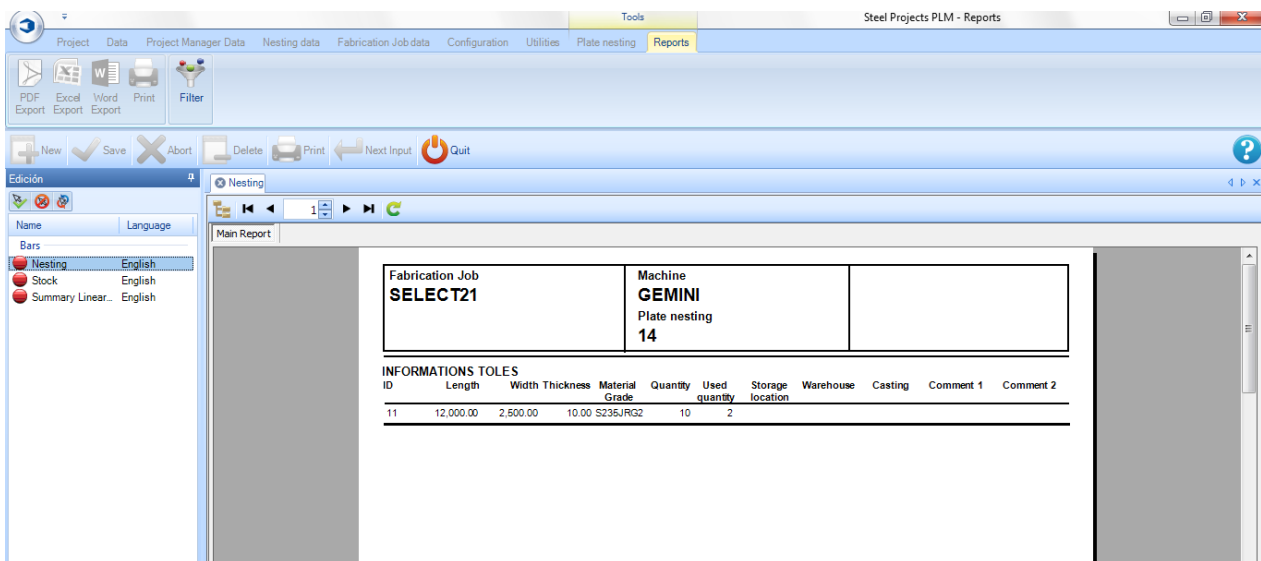 Tools
Steel Projects PLM - Reports
Project Data Project Manager Data Nesting data Fabrication Job data Configuration Utilities Plate nesting Reports
PDF Export
Excel Export
Word Export
Print
Filter
New Save Abort Delete Print Next Input Quit
Edición
Nesting
1
Name Language
Main Report
Bars
Nesting English
Stock English
Summary Linear... English
Fabrication Job
SELECT21
Machine
GEMINI
Plate nesting
14
INFORMATIONS TOLES
ID Length Width Thickness Material Grade Quantity Used quantity Storage location Warehouse Casting Comment 1 Comment 2
11 12,000.00 2,500.00 10.00 S235JRG2 10 2